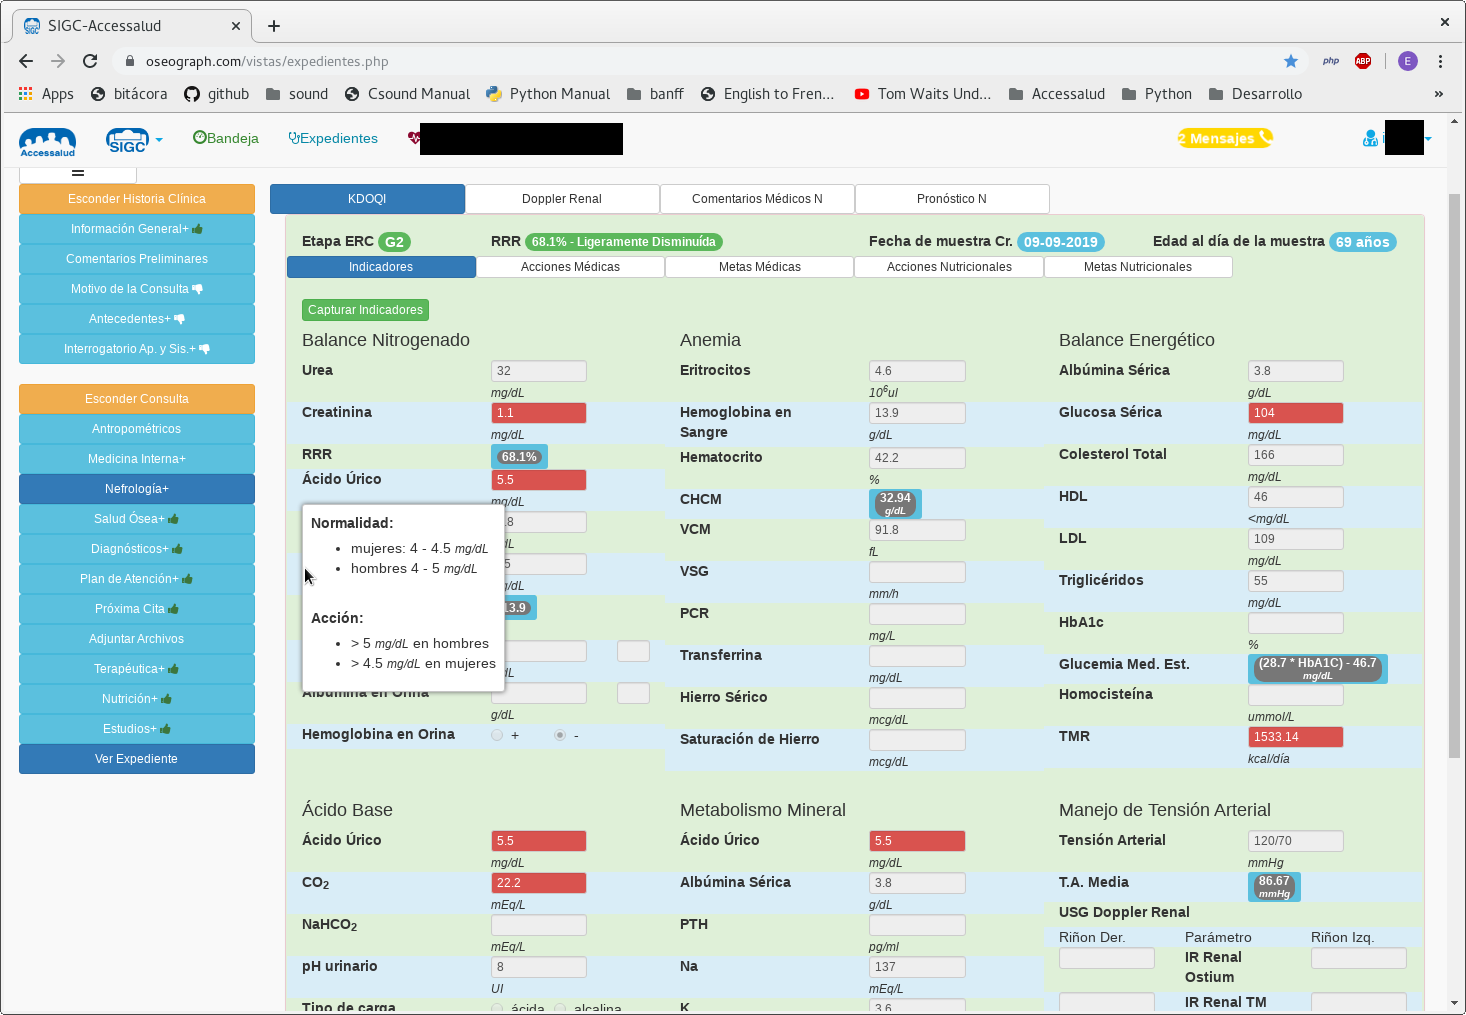 SIGC-Accessalud
oseograph.com/vistas/expedientes.php
php ABP E
Apps bitácora github sound Csound Manual Python Manual banff English to Fren... Tom Waits Und... Accessalud Python Desarrollo »
Accessalud SIGC Bandeja Expedientes 2 Mensajes
Esconder Historia Clínica
Información General+
Comentarios Preliminares
Motivo de la Consulta
Antecedentes+
Interrogatorio Ap. y Sis.+
Esconder Consulta
Antropométricos
Medicina Interna+
Nefrología+
Salud Ósea+
Diagnósticos+
Plan de Atención+
Próxima Cita
Adjuntar Archivos
Terapéutica+
Nutrición+
Estudios+
Ver Expediente
KDOQI Doppler Renal Comentarios Médicos N Pronóstico N
Etapa ERC G2 RRR 68.1% - Ligeramente Disminuída Fecha de muestra Cr. 09-09-2019 Edad al día de la muestra 69 años
Indicadores Acciones Médicas Metas Médicas Acciones Nutricionales Metas Nutricionales
Capturar Indicadores
Balance Nitrogenado
Urea 32
mg/dL
Creatinina 1.1
mg/dL
RRR 68.1%
Ácido Úrico 5.5
mg/dL
Normalidad:
• mujeres: 4 - 4.5 mg/dL
• hombres 4 - 5 mg/dL
Acción:
• > 5 mg/dL en hombres
• > 4.5 mg/dL en mujeres
.8
dL
5
g/dL
13.9
dL
Albúmina en Orina
g/dL
Hemoglobina en Orina + -
Anemia
Eritrocitos 4.6
10⁶ul
Hemoglobina en Sangre 13.9
g/dL
Hematocrito 42.2
%
CHCM 32.94
g/dL
VCM 91.8
fL
VSG
mm/h
PCR
mg/L
Transferrina
mg/dL
Hierro Sérico
mcg/dL
Saturación de Hierro
mcg/dL
Balance Energético
Albúmina Sérica 3.8
g/dL
Glucosa Sérica 104
mg/dL
Colesterol Total 166
mg/dL
HDL 46
<mg/dL
LDL 109
mg/dL
Triglicéridos 55
mg/dL
HbA1c
%
Glucemia Med. Est. (28.7 * HbA1C) - 46.7
mg/dL
Homocisteína
ummol/L
TMR 1533.14
kcal/día
Ácido Base
Ácido Úrico 5.5
mg/dL
CO₂ 22.2
mEq/L
NaHCO₂
mEq/L
pH urinario 8
UI
Tipo de carga ácida alcalina
Metabolismo Mineral
Ácido Úrico 5.5
mg/dL
Albúmina Sérica 3.8
g/dL
PTH
pg/ml
Na 137
mEq/L
K 3.6
Manejo de Tensión Arterial
Tensión Arterial 120/70
mmHg
T.A. Media 86.67
mmHg
USG Doppler Renal
Riñon Der. Parámetro Riñon Izq.
IR Renal
Ostium
IR Renal TM